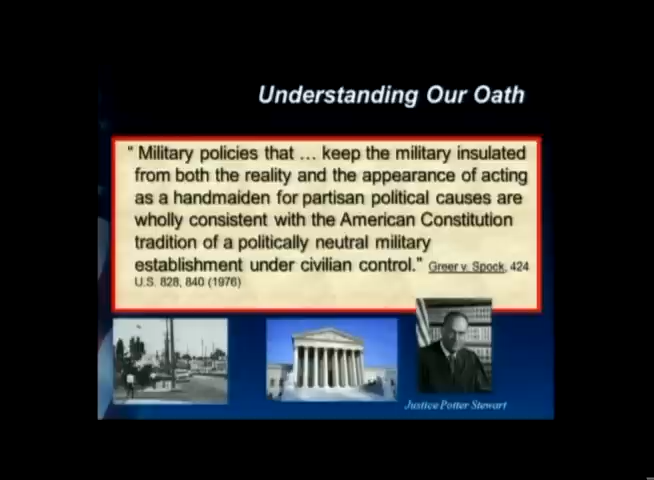 Understanding Our Oath
“ Military policies that … keep the military insulated
from both the reality and the appearance of acting
as a handmaiden for partisan political causes are
wholly consistent with the American Constitution
tradition of a politically neutral military
establishment under civilian control.” Greer v. Spock, 424
U.S. 828, 840 (1976)
Justice Potter Stewart